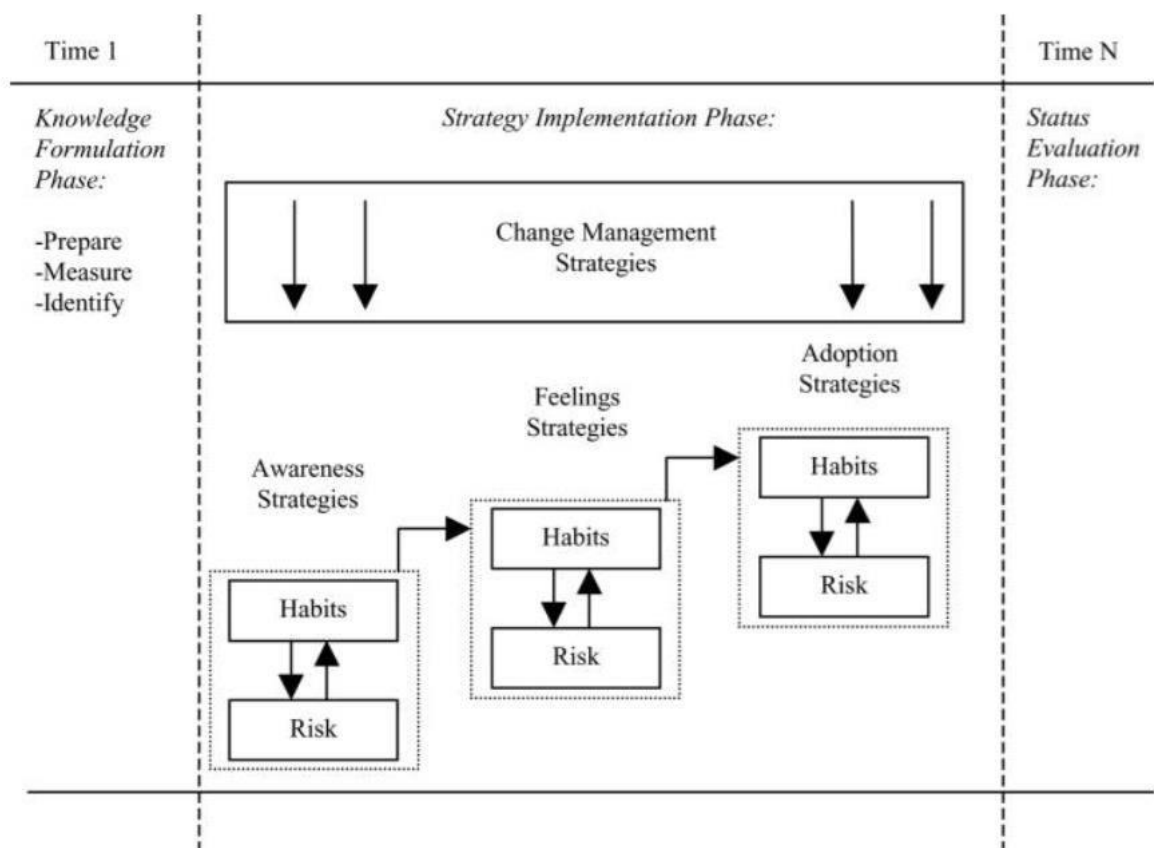 Time 1
Time N
Knowledge
Formulation
Phase:
-Prepare
-Measure
-Identify
Strategy Implementation Phase:
Change Management
Strategies
Awareness
Strategies
Habits
Risk
Feelings
Strategies
Habits
Risk
Adoption
Strategies
Habits
Risk
Status
Evaluation
Phase: